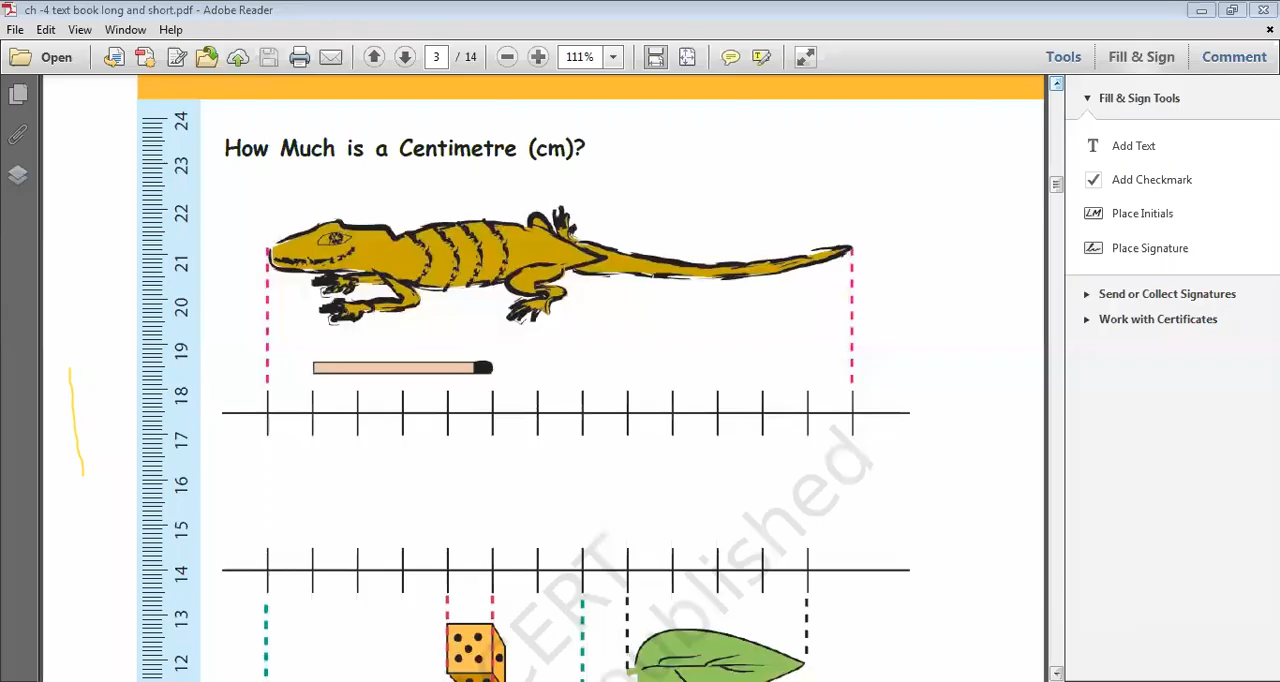 ch -4 text book long and short.pdf - Adobe Reader
File Edit View Window Help
Open 3 / 14 111% Tools Fill & Sign Comment
Fill & Sign Tools
Add Text
Add Checkmark
Place Initials
Place Signature
Send or Collect Signatures
Work with Certificates
How Much is a Centimetre (cm)?
24
23
22
21
20
19
18
17
16
15
14
13
12